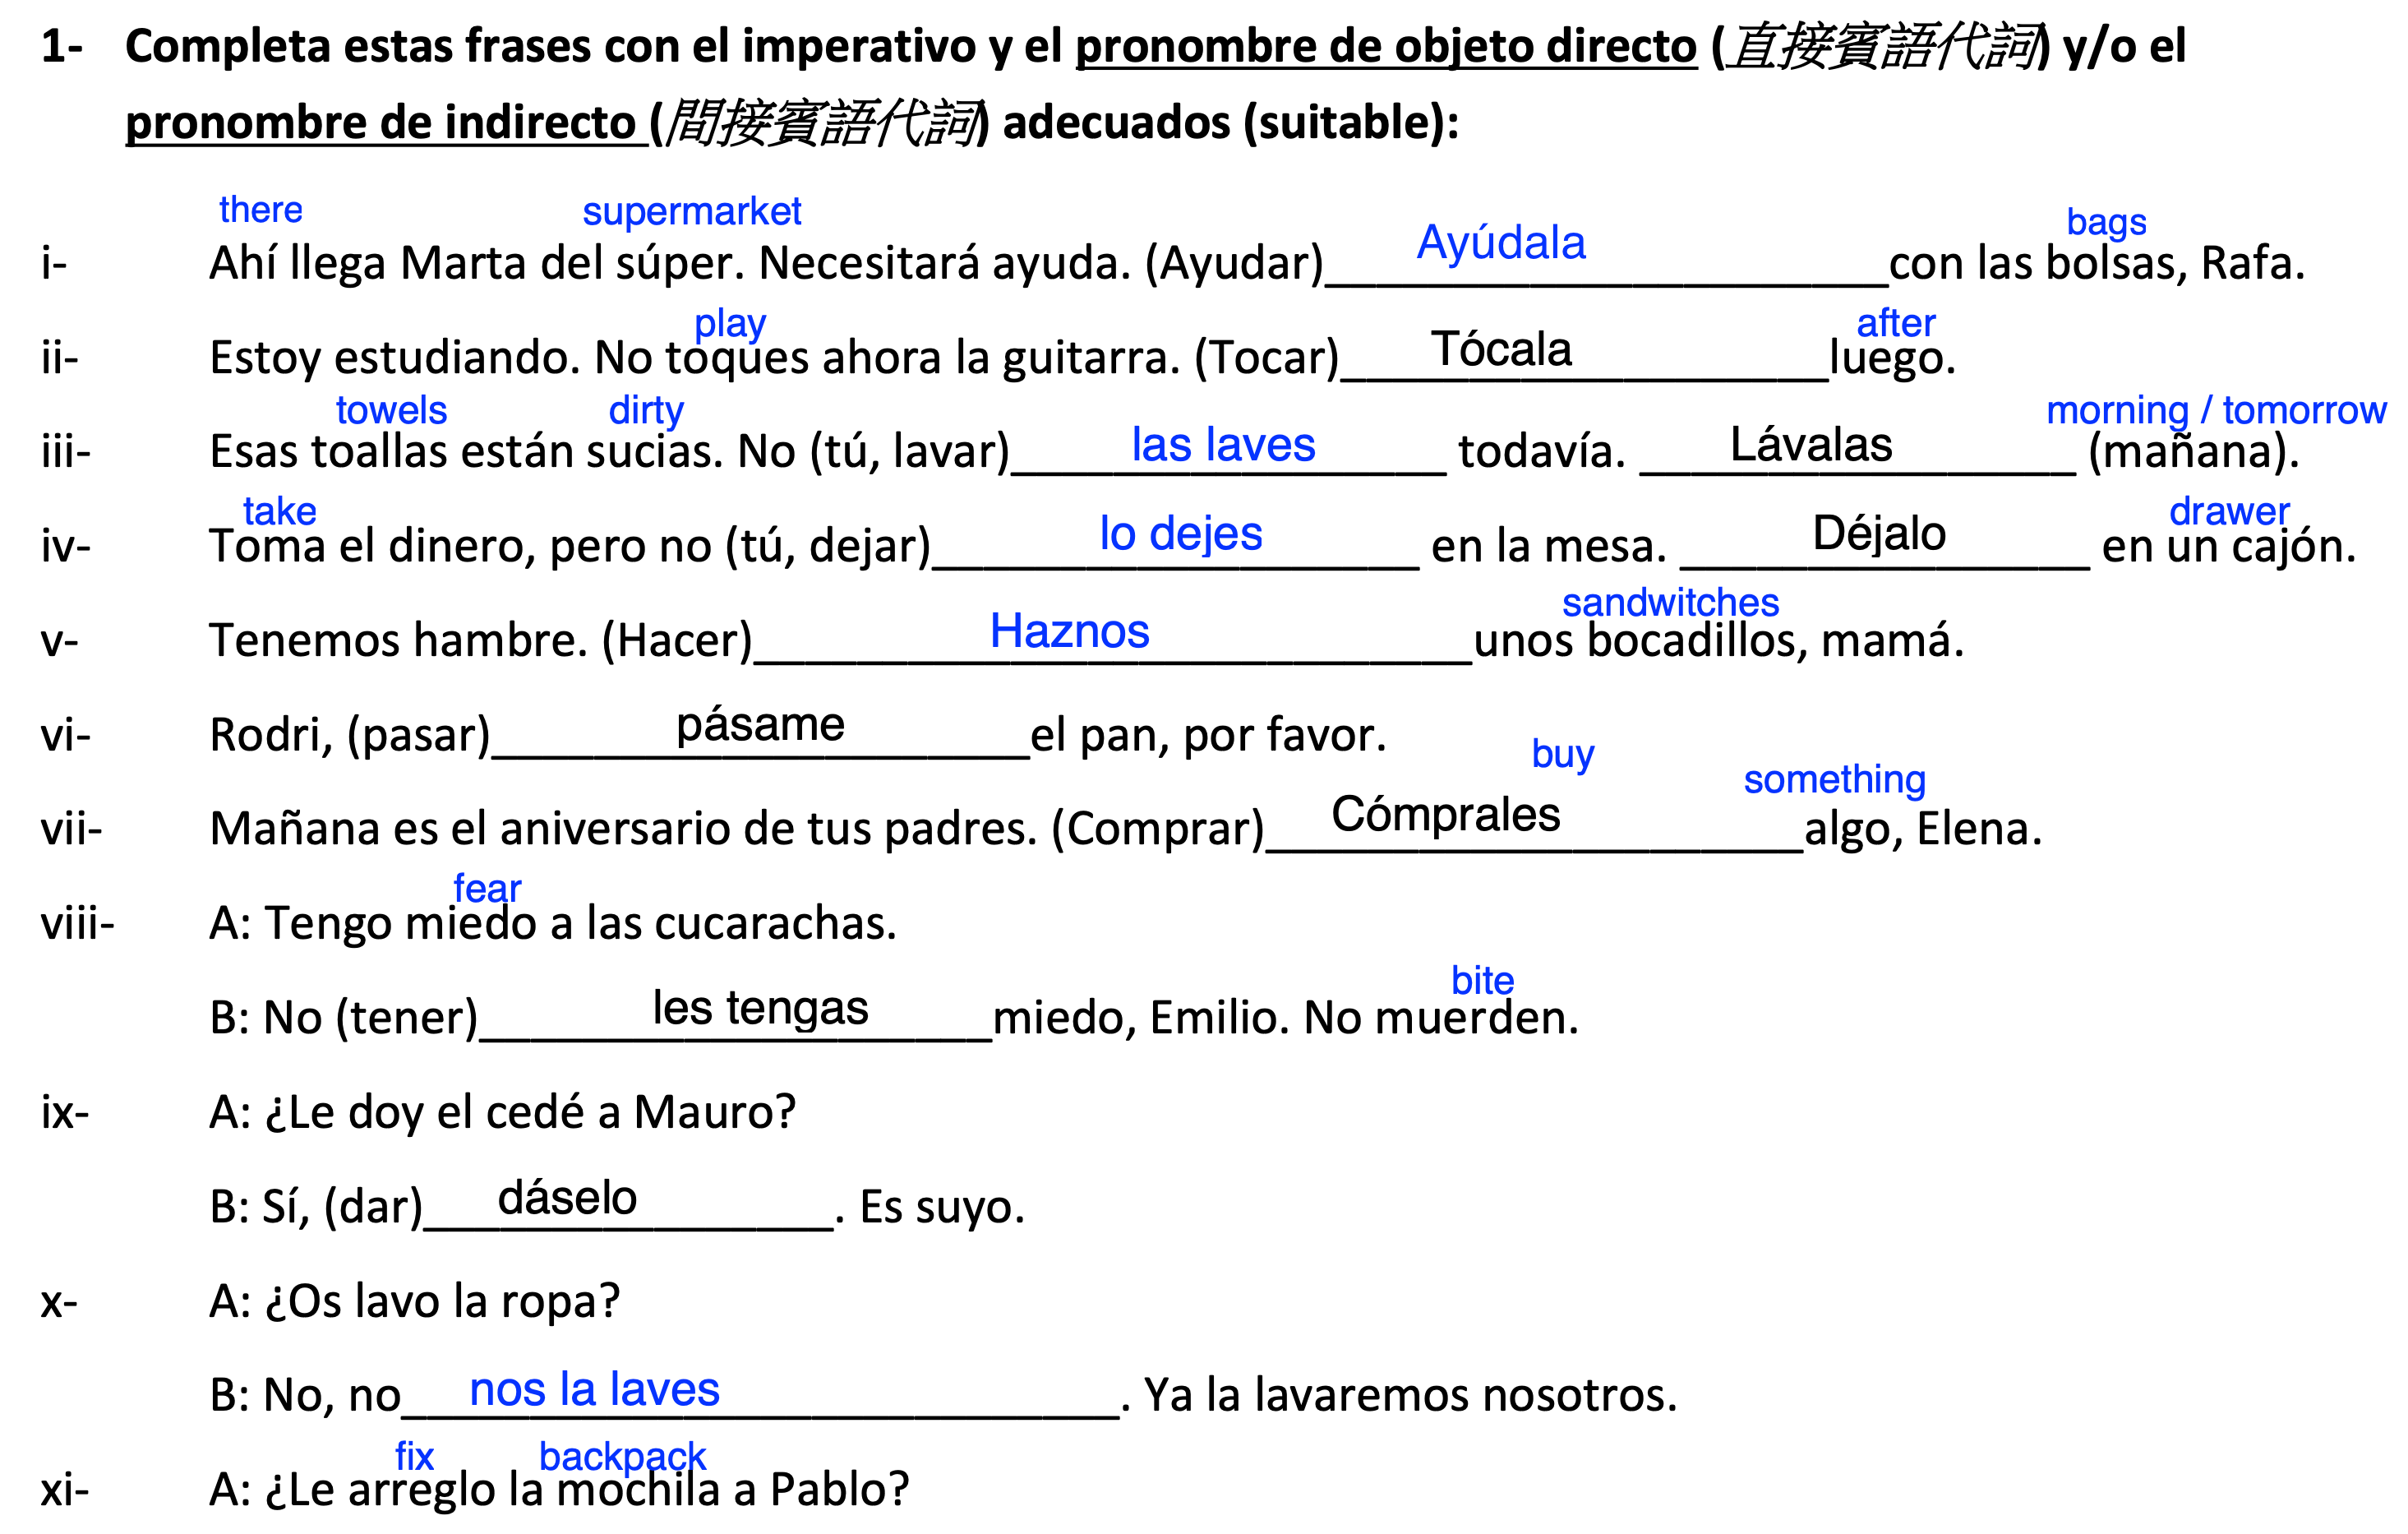 1- Completa estas frases con el imperativo y el pronombre de objeto directo (直接賓語代詞) y/o el
pronombre de indirecto (間接賓語代詞) adecuados (suitable):
there supermarket bags
i- Ahí llega Marta del súper. Necesitará ayuda. (Ayudar) Ayúdala con las bolsas, Rafa.
play after
ii- Estoy estudiando. No toques ahora la guitarra. (Tocar) Tócala luego.
towels dirty morning / tomorrow
iii- Esas toallas están sucias. No (tú, lavar) las laves todavía. Lávalas (mañana).
take drawer
iv- Toma el dinero, pero no (tú, dejar) lo dejes en la mesa. Déjalo en un cajón.
sandwitches
v- Tenemos hambre. (Hacer) Haznos unos bocadillos, mamá.
vi- Rodri, (pasar) pásame el pan, por favor.
buy something
vii- Mañana es el aniversario de tus padres. (Comprar) Cómprales algo, Elena.
fear
viii- A: Tengo miedo a las cucarachas.
bite
B: No (tener) les tengas miedo, Emilio. No muerden.
ix- A: ¿Le doy el cedé a Mauro?
B: Sí, (dar) dáselo. Es suyo.
x- A: ¿Os lavo la ropa?
B: No, no nos la laves. Ya la lavaremos nosotros.
fix backpack
xi- A: ¿Le arreglo la mochila a Pablo?